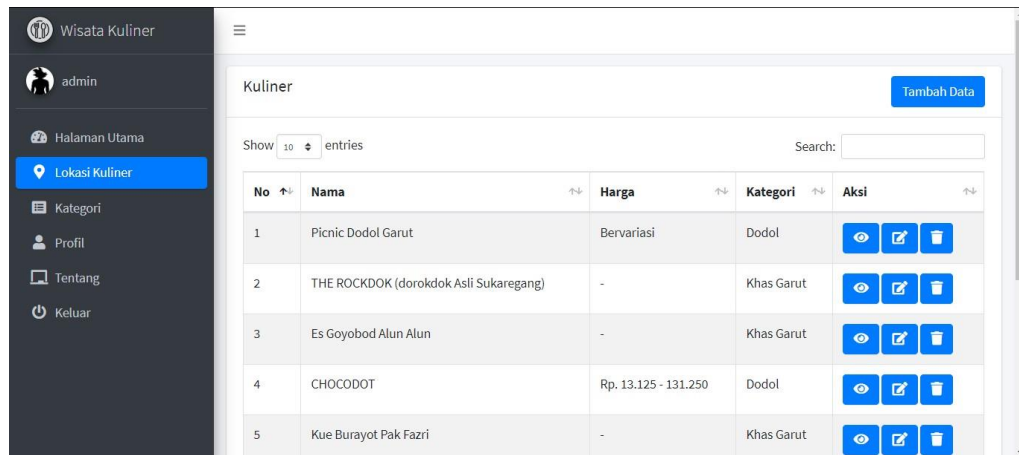 Wisata Kuliner
admin
Halaman Utama
Lokasi Kuliner
Kategori
Profil
Tentang
Keluar
Kuliner
Tambah Data
Show 10 entries
Search:
No Nama Harga Kategori Aksi
1 Picnic Dodol Garut Bervariasi Dodol
2 THE ROCKDOK (dorokdok Asli Sukaregang) - Khas Garut
3 Es Goyobod Alun Alun - Khas Garut
4 CHOCODOT Rp. 13.125 - 131.250 Dodol
5 Kue Burayot Pak Fazri - Khas Garut